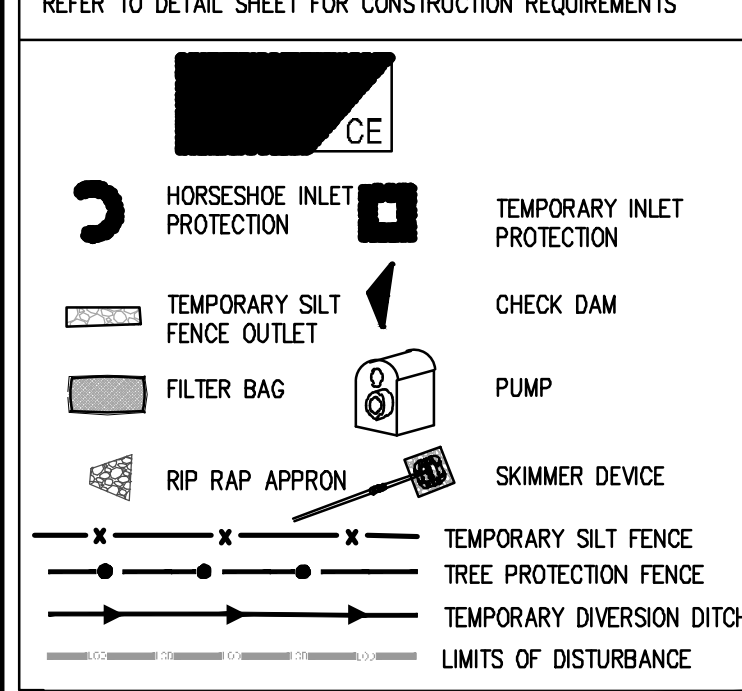 REFER TO DETAIL SHEET FOR CONSTRUCTION REQUIREMENTS
CE
HORSESHOE INLET
PROTECTION
TEMPORARY INLET
PROTECTION
TEMPORARY SILT
FENCE OUTLET
CHECK DAM
FILTER BAG
PUMP
RIP RAP APPRON
SKIMMER DEVICE
TEMPORARY SILT FENCE
TREE PROTECTION FENCE
TEMPORARY DIVERSION DITCH
LIMITS OF DISTURBANCE